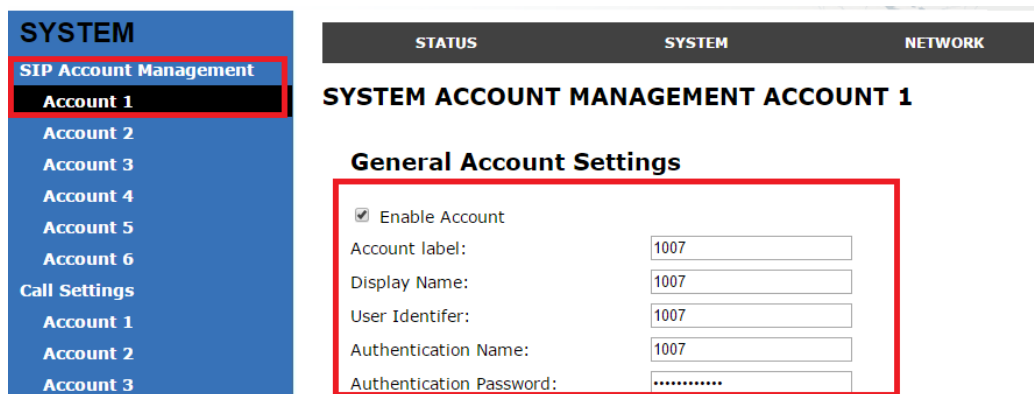 SYSTEM
SIP Account Management
Account 1
Account 2
Account 3
Account 4
Account 5
Account 6
Call Settings
Account 1
Account 2
Account 3
STATUS SYSTEM NETWORK
SYSTEM ACCOUNT MANAGEMENT ACCOUNT 1
General Account Settings
Enable Account
Account label: 1007
Display Name: 1007
User Identifer: 1007
Authentication Name: 1007
Authentication Password: ••••••••••••